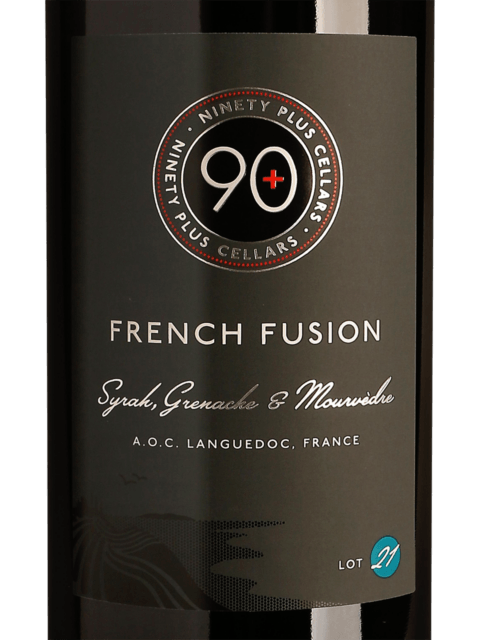 · NINETY PLUS CELLARS · NINETY PLUS CELLARS
90+
FRENCH FUSION
Syrah, Grenache & Mourvèdre
A.O.C. LANGUEDOC, FRANCE
LOT 21